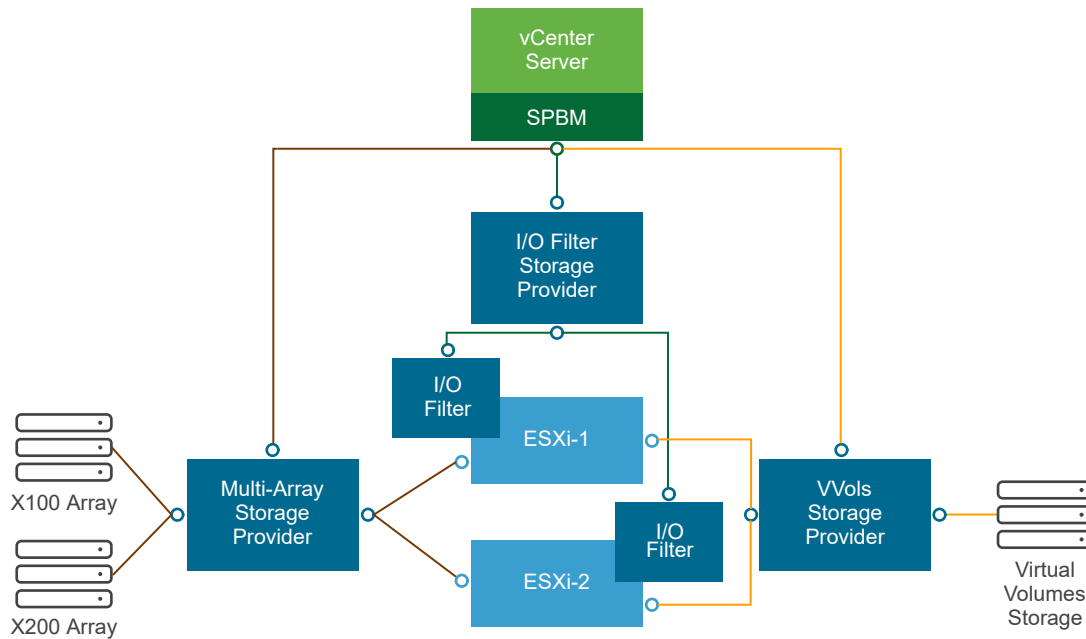 vCenter
Server
SPBM
I/O Filter
Storage
Provider
I/O
Filter
ESXi-1
X100 Array
Multi-Array
Storage
Provider
VVols
Storage
Provider
I/O
Filter
ESXi-2
X200 Array
Virtual
Volumes
Storage